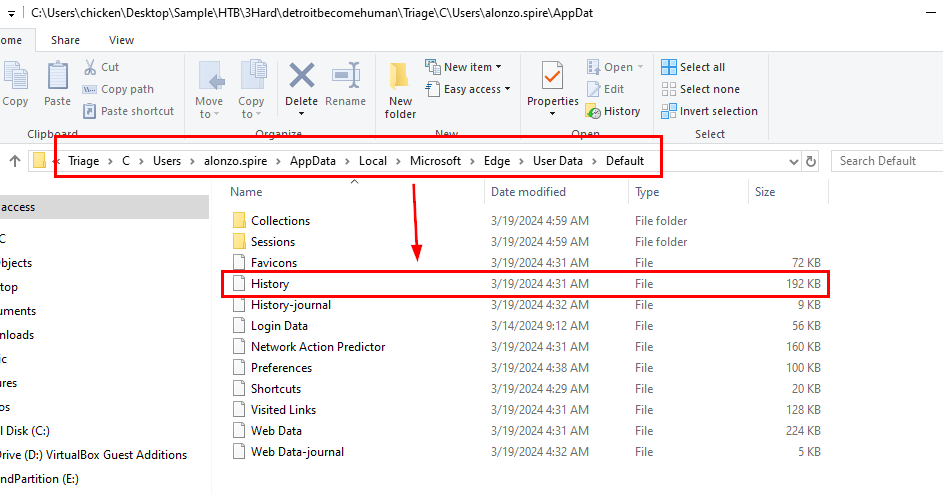 C:\Users\chicken\Desktop\Sample\HTB\3Hard\detroitbecomehuman\Triage\C\Users\alonzo.spire\AppDat
ome Share View
Cut
Copy path
Paste shortcut
Copy Paste
Move to Copy to Delete Rename
New item
Easy access
New folder
Properties
Open
Edit
History
Select all
Select none
Invert selection
Clipboard Organize New Open Select
« Triage > C > Users > alonzo.spire > AppData > Local > Microsoft > Edge > User Data > Default
Search Default
Name Date modified Type Size
access
C
bjects
top
uments
nloads
ic
ures
os
l Disk (C:)
Drive (D:) VirtualBox Guest Additions
ndPartition (E:)
Collections 3/19/2024 4:59 AM File folder
Sessions 3/19/2024 4:59 AM File folder
Favicons 3/19/2024 4:31 AM File 72 KB
History 3/19/2024 4:31 AM File 192 KB
History-journal 3/19/2024 4:32 AM File 9 KB
Login Data 3/14/2024 9:12 AM File 56 KB
Network Action Predictor 3/19/2024 4:31 AM File 160 KB
Preferences 3/19/2024 4:38 AM File 100 KB
Shortcuts 3/19/2024 4:29 AM File 20 KB
Visited Links 3/19/2024 4:31 AM File 128 KB
Web Data 3/19/2024 4:31 AM File 224 KB
Web Data-journal 3/19/2024 4:32 AM File 5 KB